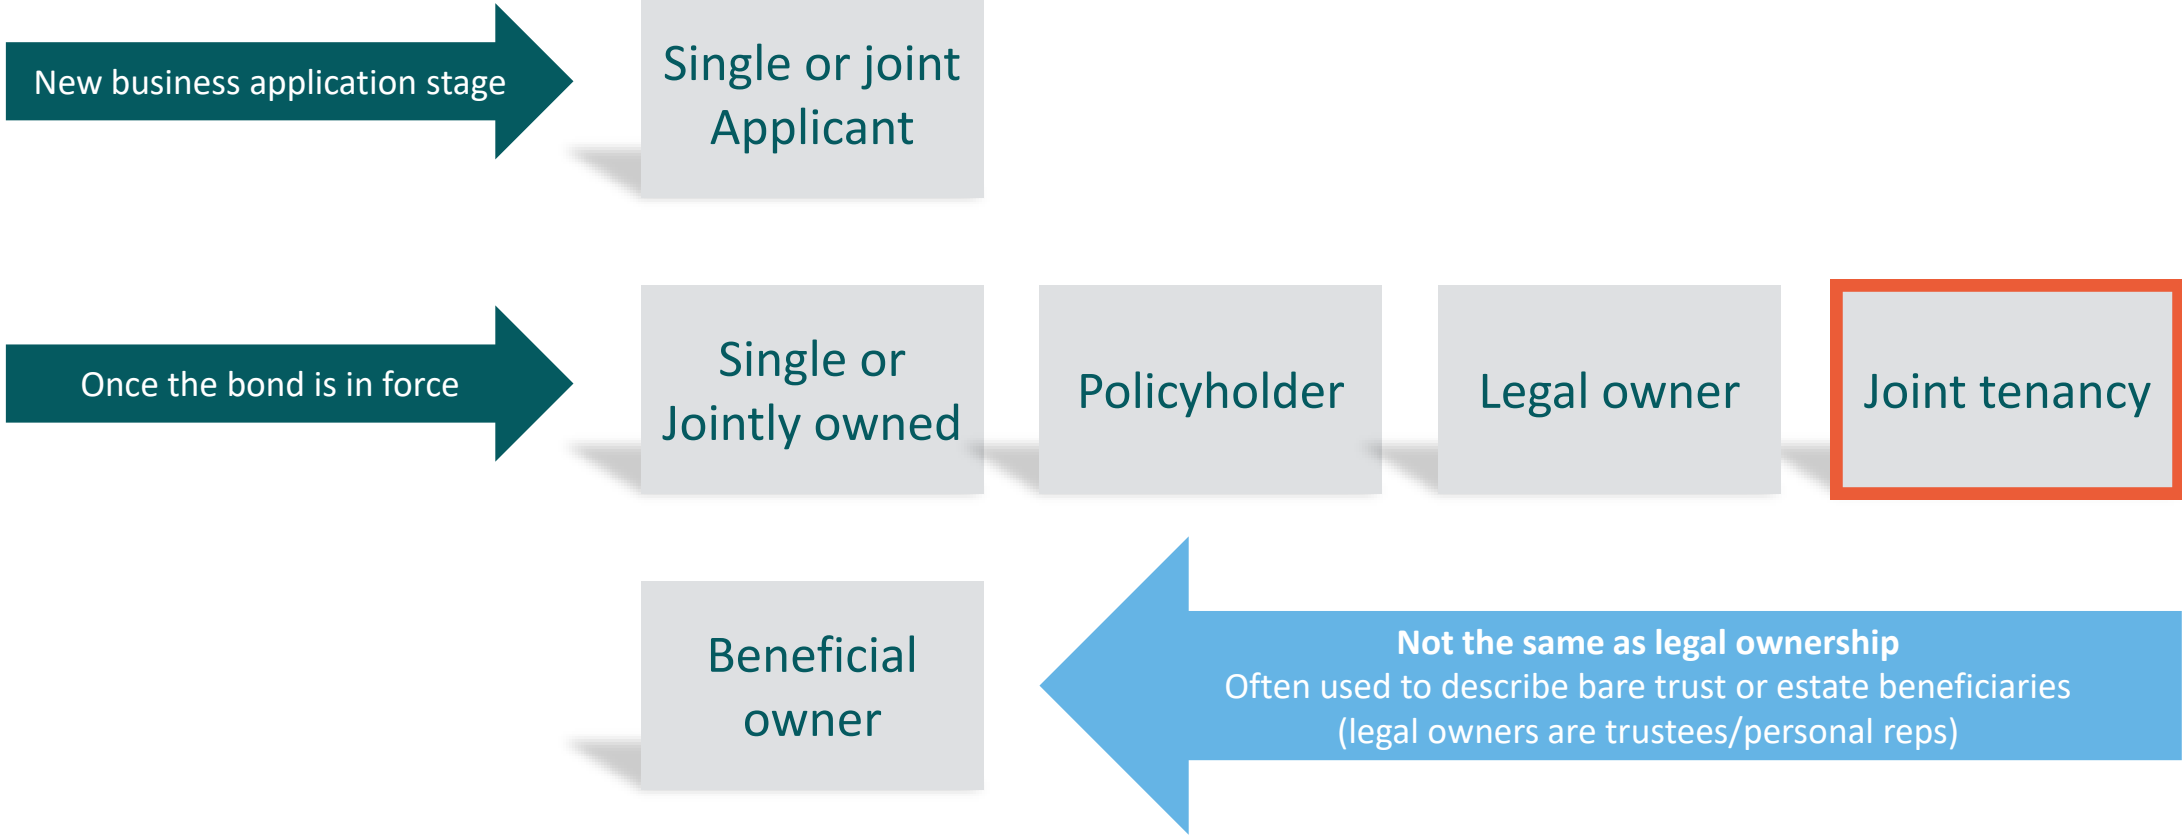 New business application stage
Single or joint
Applicant
Once the bond is in force
Single or
Jointly owned
Policyholder
Legal owner
Joint tenancy
Beneficial
owner
Not the same as legal ownership
Often used to describe bare trust or estate beneficiaries
(legal owners are trustees/personal reps)